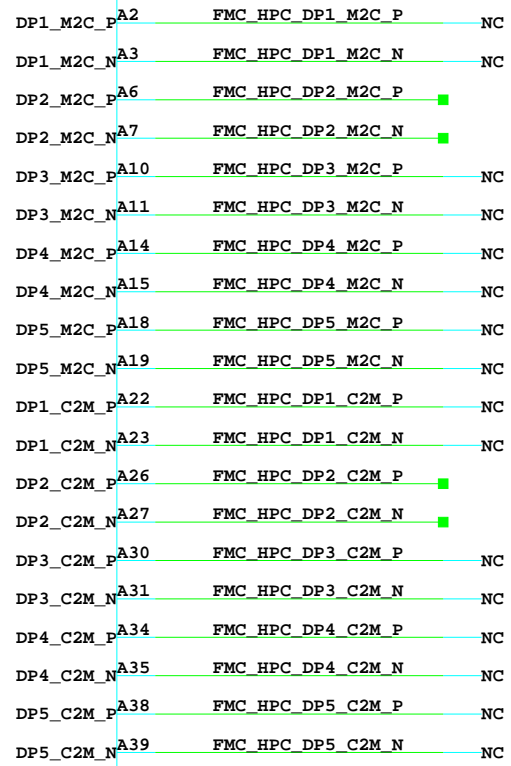 DP1_M2C_P A2 FMC_HPC_DP1_M2C_P NC
DP1_M2C_N A3 FMC_HPC_DP1_M2C_N NC
DP2_M2C_P A6 FMC_HPC_DP2_M2C_P
DP2_M2C_N A7 FMC_HPC_DP2_M2C_N
DP3_M2C_P A10 FMC_HPC_DP3_M2C_P NC
DP3_M2C_N A11 FMC_HPC_DP3_M2C_N NC
DP4_M2C_P A14 FMC_HPC_DP4_M2C_P NC
DP4_M2C_N A15 FMC_HPC_DP4_M2C_N NC
DP5_M2C_P A18 FMC_HPC_DP5_M2C_P NC
DP5_M2C_N A19 FMC_HPC_DP5_M2C_N NC
DP1_C2M_P A22 FMC_HPC_DP1_C2M_P NC
DP1_C2M_N A23 FMC_HPC_DP1_C2M_N NC
DP2_C2M_P A26 FMC_HPC_DP2_C2M_P
DP2_C2M_N A27 FMC_HPC_DP2_C2M_N
DP3_C2M_P A30 FMC_HPC_DP3_C2M_P NC
DP3_C2M_N A31 FMC_HPC_DP3_C2M_N NC
DP4_C2M_P A34 FMC_HPC_DP4_C2M_P NC
DP4_C2M_N A35 FMC_HPC_DP4_C2M_N NC
DP5_C2M_P A38 FMC_HPC_DP5_C2M_P NC
DP5_C2M_N A39 FMC_HPC_DP5_C2M_N NC